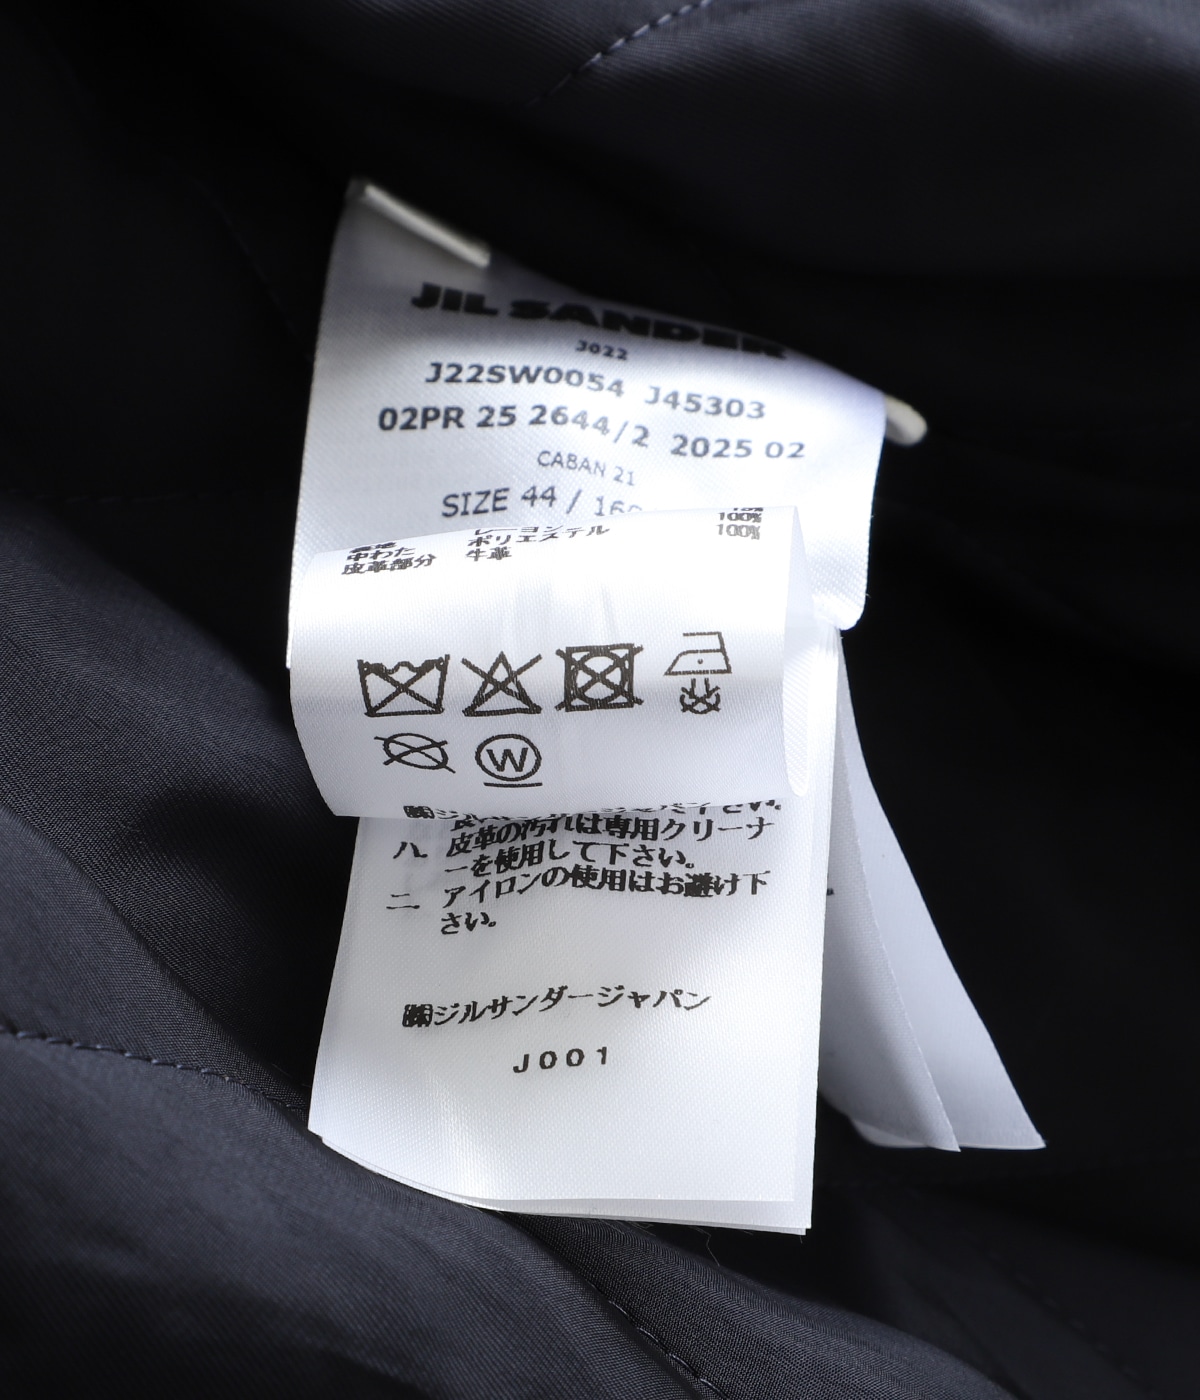 JIL SANDER
J022
J22SW0054 J45303
02PR 25 2644/2 2025 02
CABAN 21
SIZE 44 /
100%
中わた ポリエステル 100%
皮革部分 牛革
W
ハ 皮革の汚れは専用クリーナ
ーを使用して下さい。
ニ アイロンの使用はお避け下
さい。
㈱ジルサンダージャパン
J001